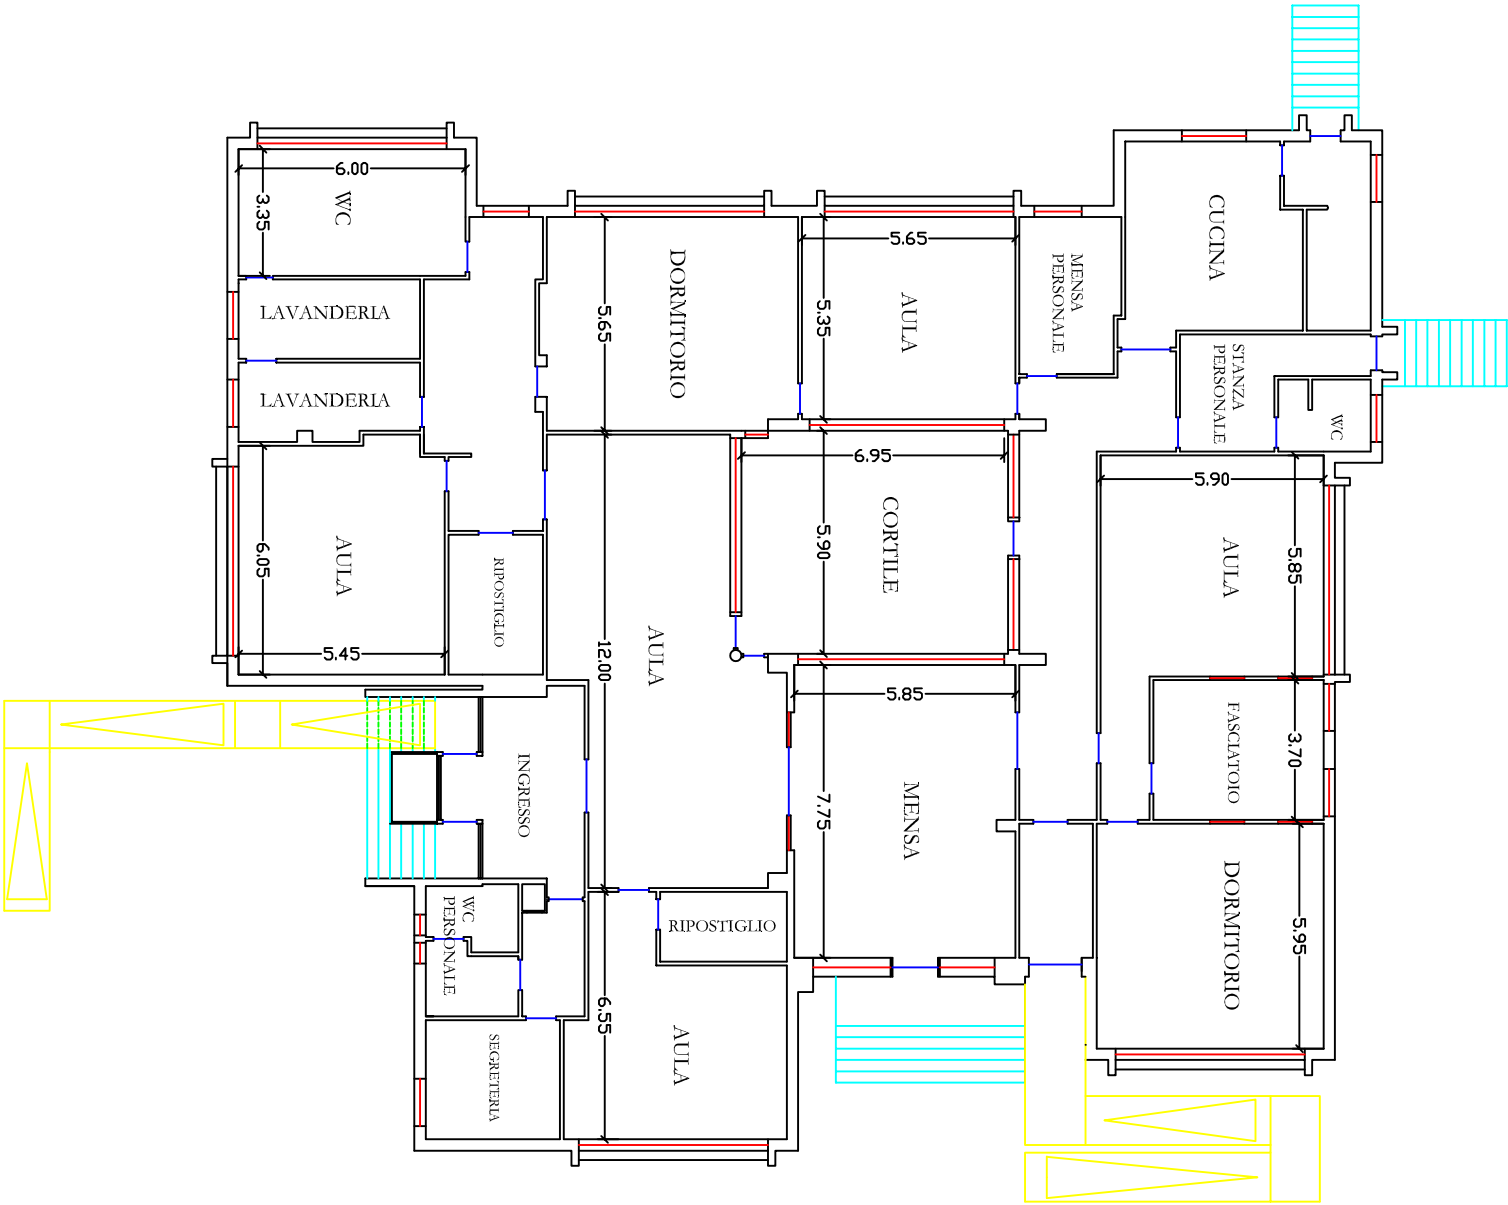 6.00
3.35
WC
LAVANDERIA
LAVANDERIA
6.05
AULA
5.45
RIPOSTIGLIO
DORMITORIO
5.65
5.65
5.35
AULA
MENSA
PERSONALE
CUCINA
STANZA
PERSONALE
WC
6.95
5.90
CORTILE
5.90
5.85
AULA
AULA
12.00
5.85
7.75
MENSA
FASCIATOIO
3.70
INGRESSO
DORMITORIO
5.95
WC
PERSONALE
RIPOSTIGLIO
6.55
AULA
SEGRETERIA